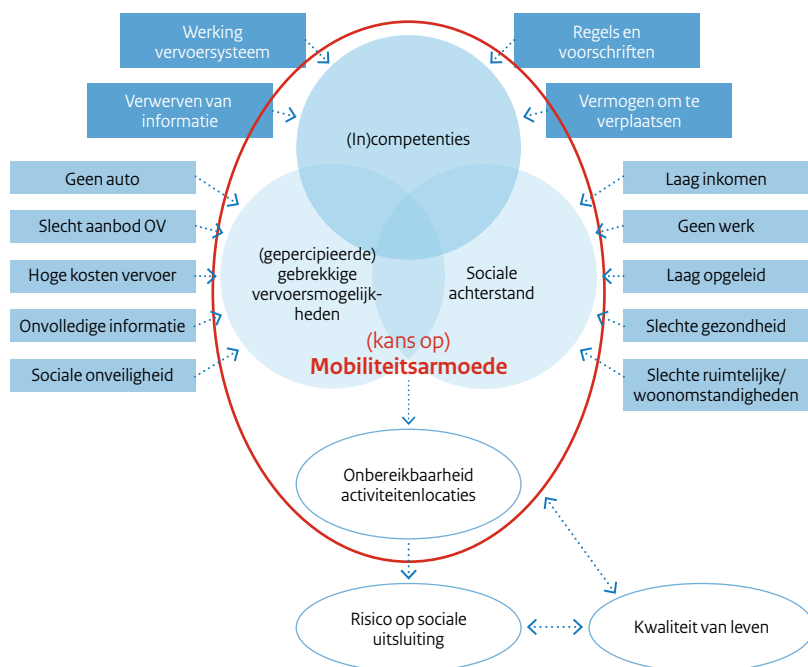 Werking
vervoersysteem
Regels en
voorschriften
Verwerven van
informatie
Vermogen om te
verplaatsen
(In)competenties
Geen auto
Slecht aanbod OV
Hoge kosten vervoer
Onvolledige informatie
Sociale onveiligheid
(gepercipieerde)
gebrekkige
vervoersmogelijk-
heden
Sociale
achterstand
Laag inkomen
Geen werk
Laag opgeleid
Slechte gezondheid
Slechte ruimtelijke/
woonomstandigheden
(kans op)
Mobiliteitsarmoede
Onbereikbaarheid
activiteitenlocaties
Risico op sociale
uitsluiting
Kwaliteit van leven